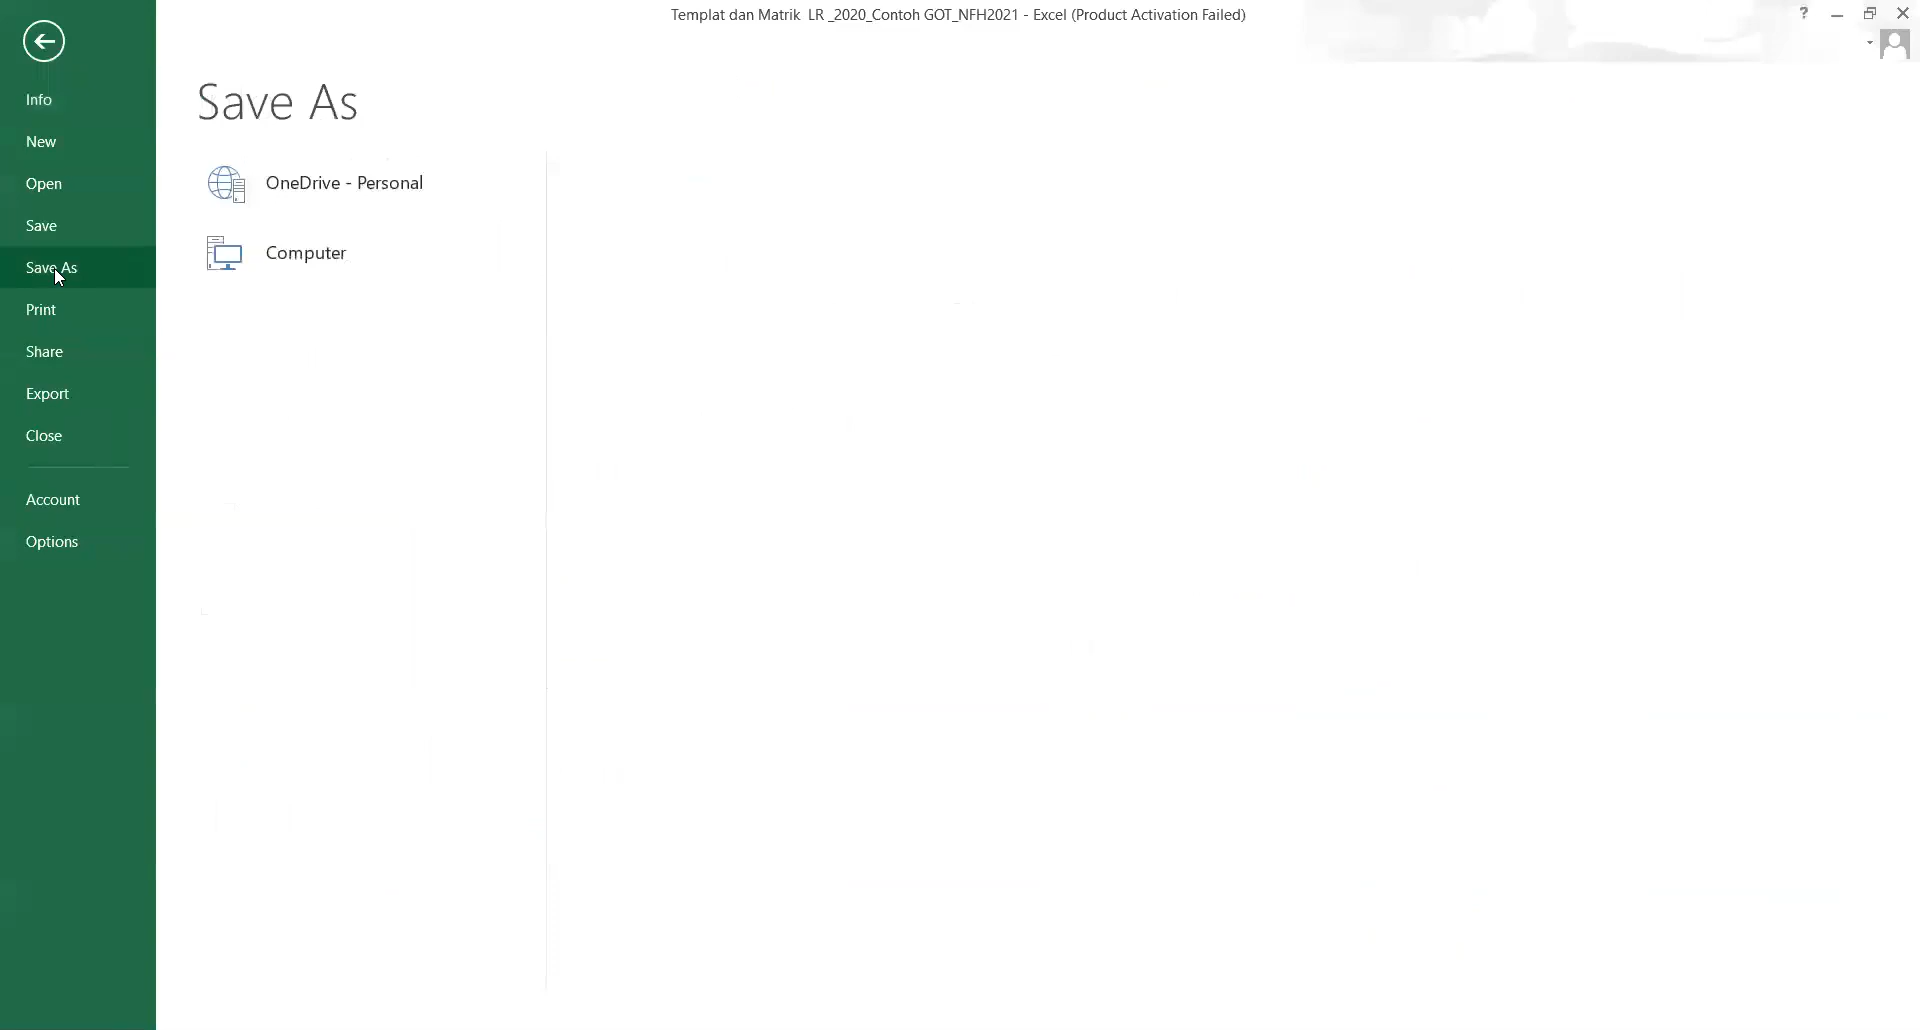 Templat dan Matrik LR _2020_Contoh GOT_NFH2021 - Excel (Product Activation Failed)
?
Info
New
Open
Save
Save As
Print
Share
Export
Close
Account
Options
Save As
OneDrive - Personal
Computer